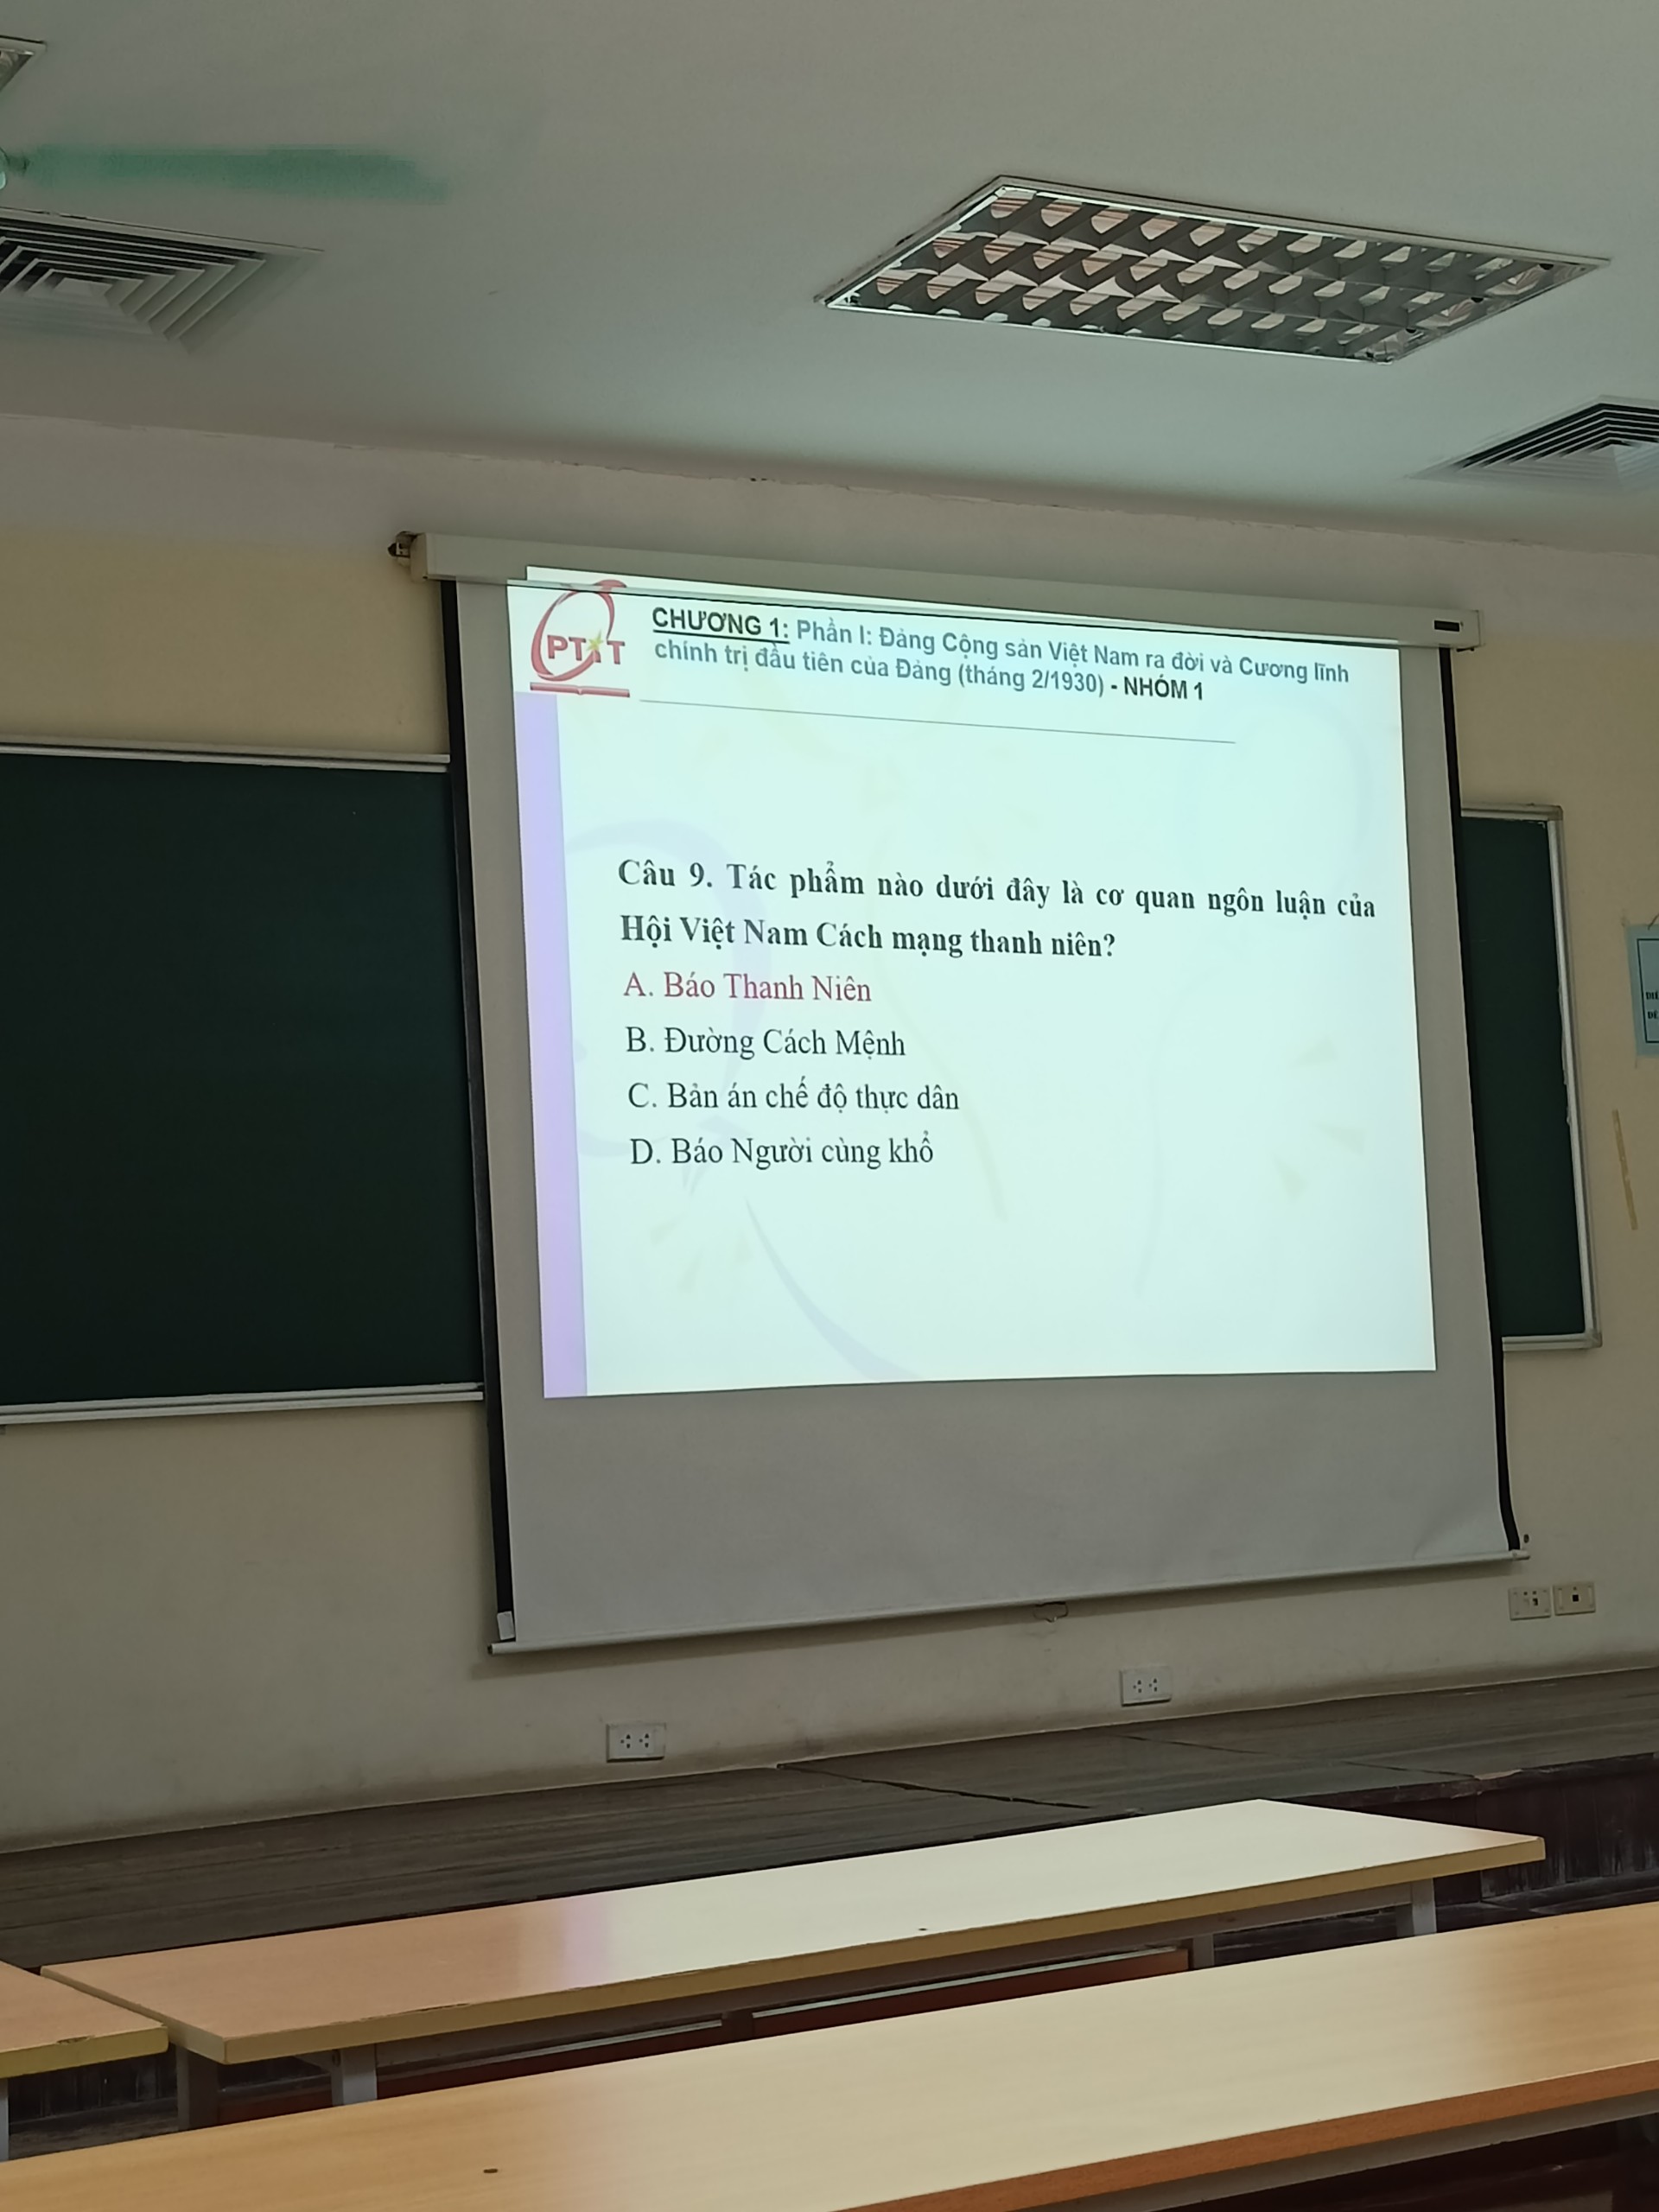 PTIT
CHƯƠNG 1: Phần I: Đảng Cộng sản Việt Nam ra đời và Cương lĩnh
chính trị đầu tiên của Đảng (tháng 2/1930) - NHÓM 1
Câu 9. Tác phẩm nào dưới đây là cơ quan ngôn luận của
Hội Việt Nam Cách mạng thanh niên?
A. Báo Thanh Niên
B. Đường Cách Mệnh
C. Bản án chế độ thực dân
D. Báo Người cùng khổ